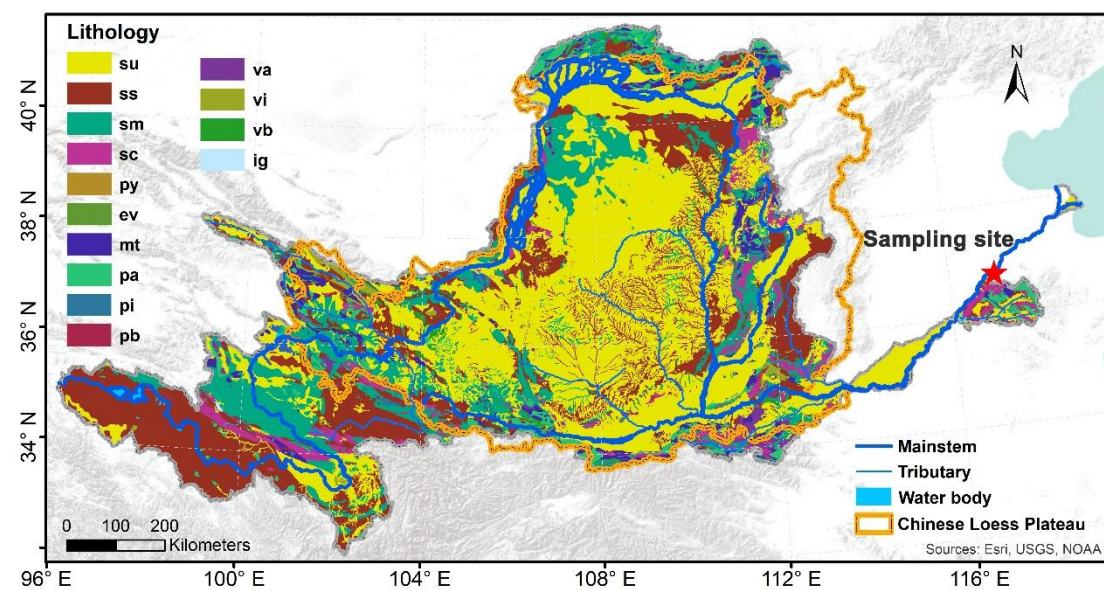 Lithology
su
ss
sm
sc
py
ev
mt
pa
pi
pb
va
vi
vb
ig
N
Sampling site
Mainstem
Tributary
Water body
Chinese Loess Plateau
Sources: Esri, USGS, NOAA
0 100 200
Kilometers
40° N
38° N
36° N
34° N
96° E 100° E 104° E 108° E 112° E 116° E